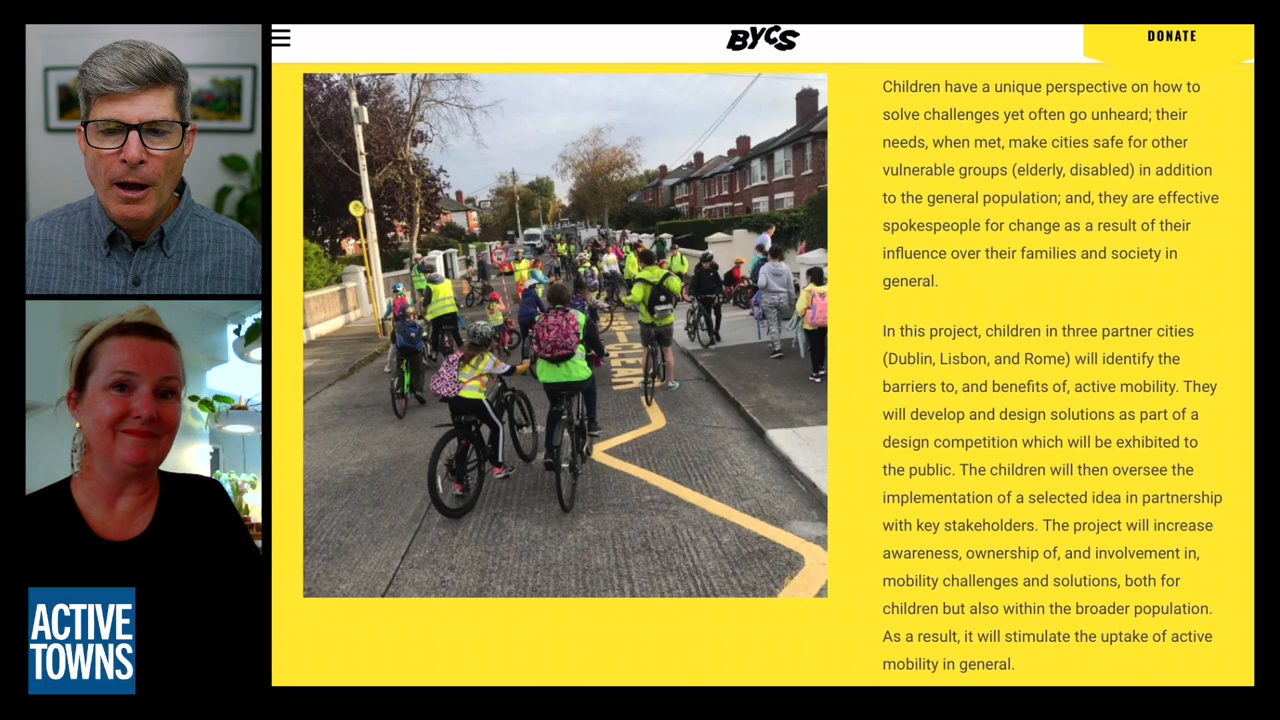 BYCS
DONATE
Children have a unique perspective on how to
solve challenges yet often go unheard; their
needs, when met, make cities safe for other
vulnerable groups (elderly, disabled) in addition
to the general population; and, they are effective
spokespeople for change as a result of their
influence over their families and society in
general.
In this project, children in three partner cities
(Dublin, Lisbon, and Rome) will identify the
barriers to, and benefits of, active mobility. They
will develop and design solutions as part of a
design competition which will be exhibited to
the public. The children will then oversee the
implementation of a selected idea in partnership
with key stakeholders. The project will increase
awareness, ownership of, and involvement in,
mobility challenges and solutions, both for
children but also within the broader population.
As a result, it will stimulate the uptake of active
mobility in general.
CLEAR
ACTIVE
TOWNS